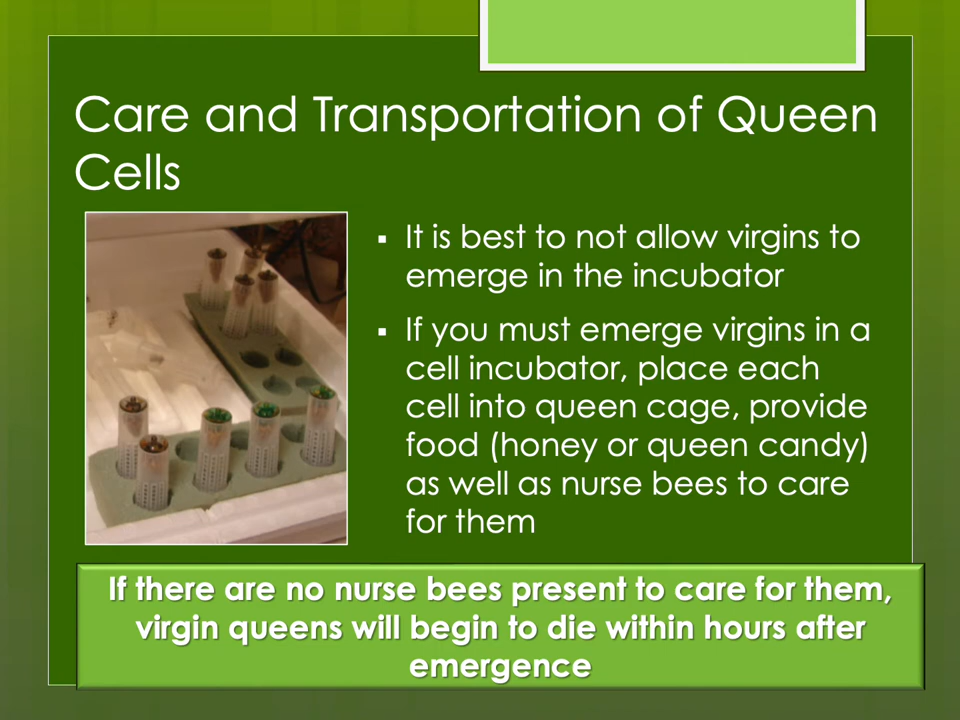 Care and Transportation of Queen
Cells
▪ It is best to not allow virgins to
emerge in the incubator
▪ If you must emerge virgins in a
cell incubator, place each
cell into queen cage, provide
food (honey or queen candy)
as well as nurse bees to care
for them
If there are no nurse bees present to care for them,
virgin queens will begin to die within hours after
emergence